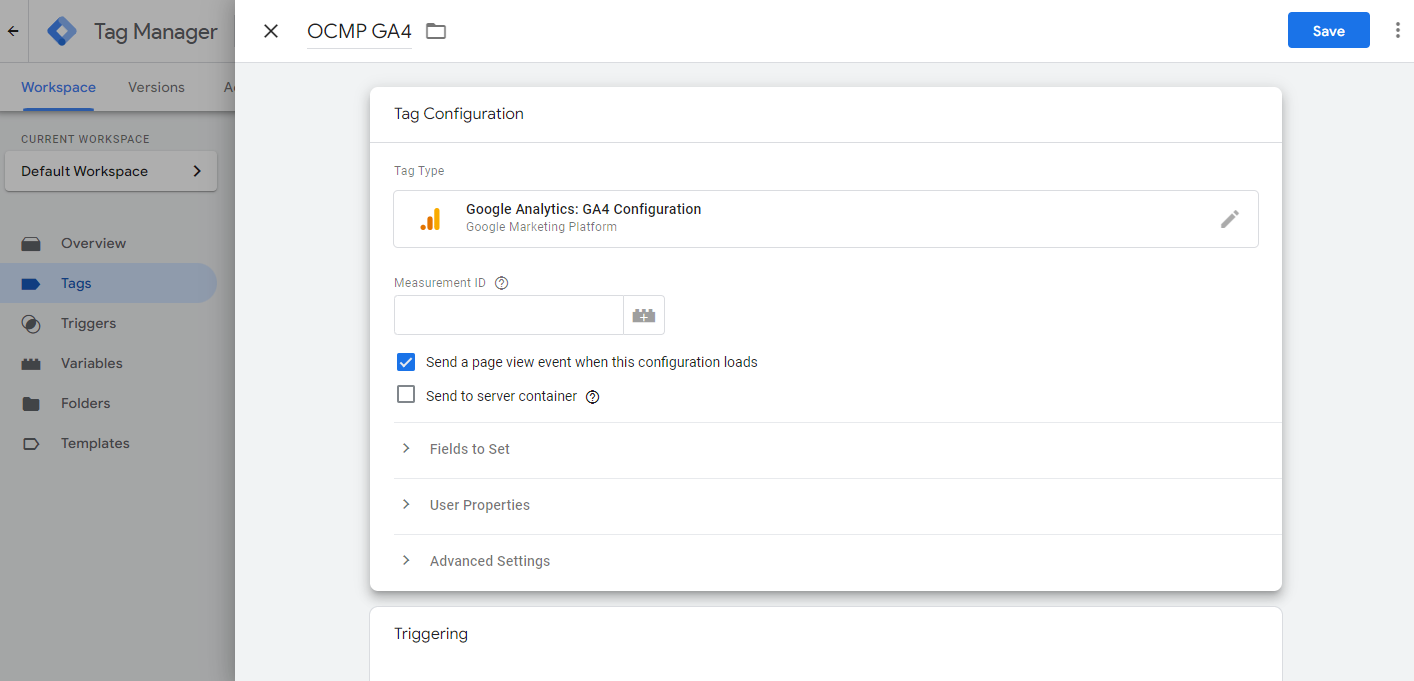 Tag Manager
OCMP GA4
Save
Workspace
Versions
CURRENT WORKSPACE
Default Workspace
Overview
Tags
Triggers
Variables
Folders
Templates
Tag Configuration
Tag Type
Google Analytics: GA4 Configuration
Google Marketing Platform
Measurement ID
Send a page view event when this configuration loads
Send to server container
Fields to Set
User Properties
Advanced Settings
Triggering